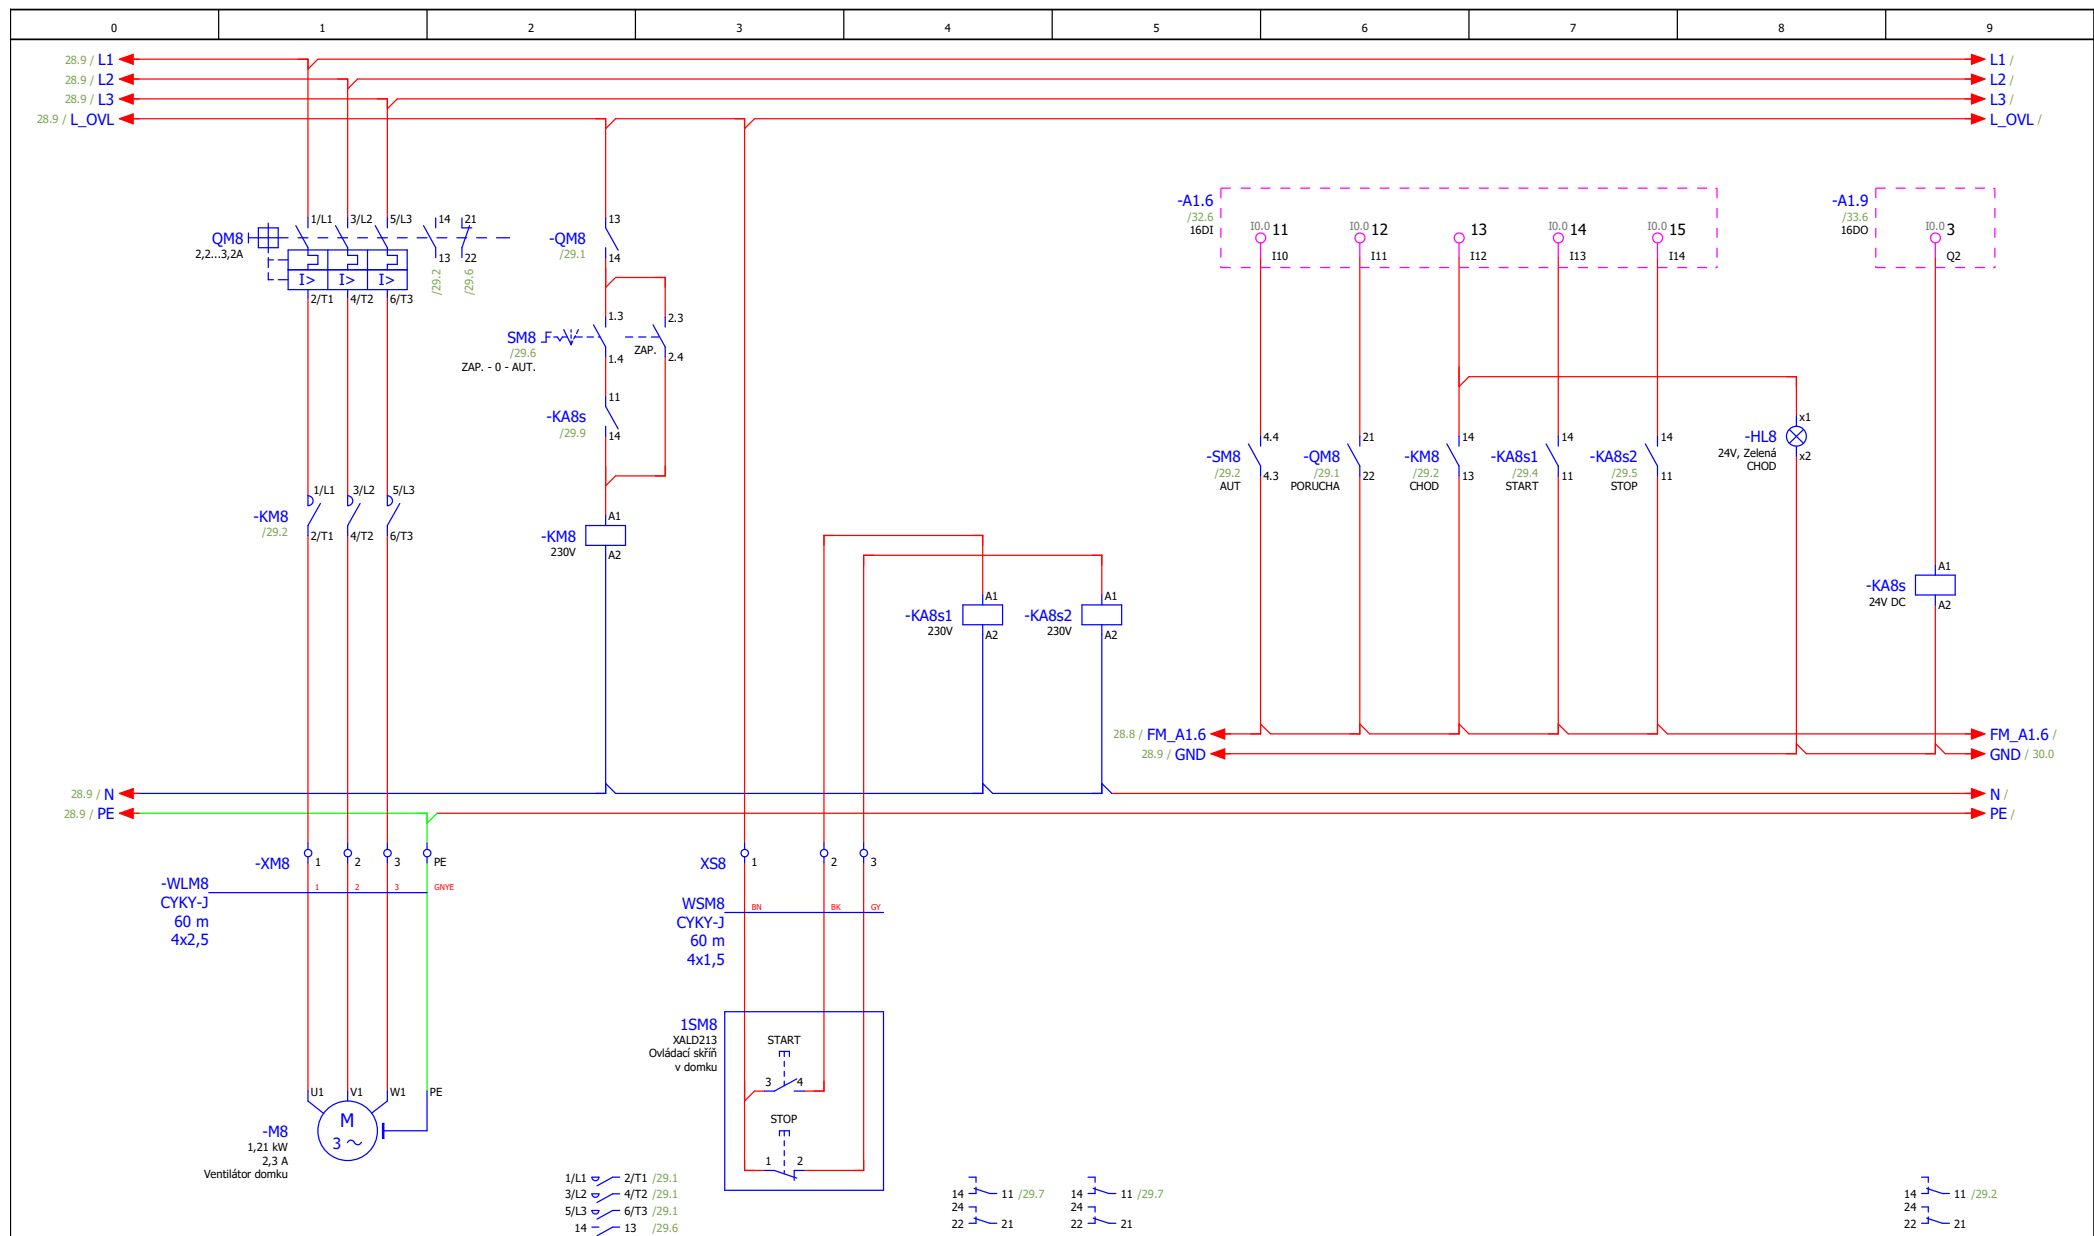 0 1 2 3 4 5 6 7 8 9
28.9 / L1
L1 /
28.9 / L2
L2 /
28.9 / L3
L3 /
28.9 / L_OVL
L_OVL /
QM8
2,2...3,2A
1/L1 3/L2 5/L3 14 21
13 22
I> I> I>
2/T1 4/T2 6/T3
/29.2 /29.6
-QM8
/29.1
13
14
SM8
/29.6
ZAP. - 0 - AUT.
1.3
1.4
2.3
ZAP.
2.4
-KA8s
/29.9
11
14
-KM8
/29.2
1/L1 3/L2 5/L3
2/T1 4/T2 6/T3
-KM8
230V
A1
A2
-KA8s1
230V
A1
A2
-KA8s2
230V
A1
A2
-A1.6
/32.6
16DI
I0.0 11
I10
I0.0 12
I11
13
I12
I0.0 14
I13
I0.0 15
I14
-A1.9
/33.6
16DO
I0.0 3
Q2
-SM8
/29.2
AUT
4.4
4.3
-QM8
/29.1
PORUCHA
21
22
-KM8
/29.2
CHOD
14
13
-KA8s1
/29.4
START
14
11
-KA8s2
/29.5
STOP
14
11
-HL8
24V, Zelená
CHOD
x1
x2
-KA8s
24V DC
A1
A2
28.8 / FM_A1.6
FM_A1.6 /
28.9 / GND
GND / 30.0
28.9 / N
N /
28.9 / PE
PE /
-XM8
1 2 3 PE
-WLM8
CYKY-J
60 m
4x2,5
1 2 3 GNYE
XS8
1 2 3
WSM8
CYKY-J
60 m
4x1,5
BN BK GY
1SM8
XALD213
Ovládací skříň
v domku
START
3 4
STOP
1 2
U1 V1 W1 PE
M
3
-M8
1,21 kW
2,3 A
Ventilátor domku
1/L1 2/T1 /29.1
3/L2 4/T2 /29.1
5/L3 6/T3 /29.1
14 13 /29.6
14 11 /29.7
24
22 21
14 11 /29.7
24
22 21
14 11 /29.2
24
22 21